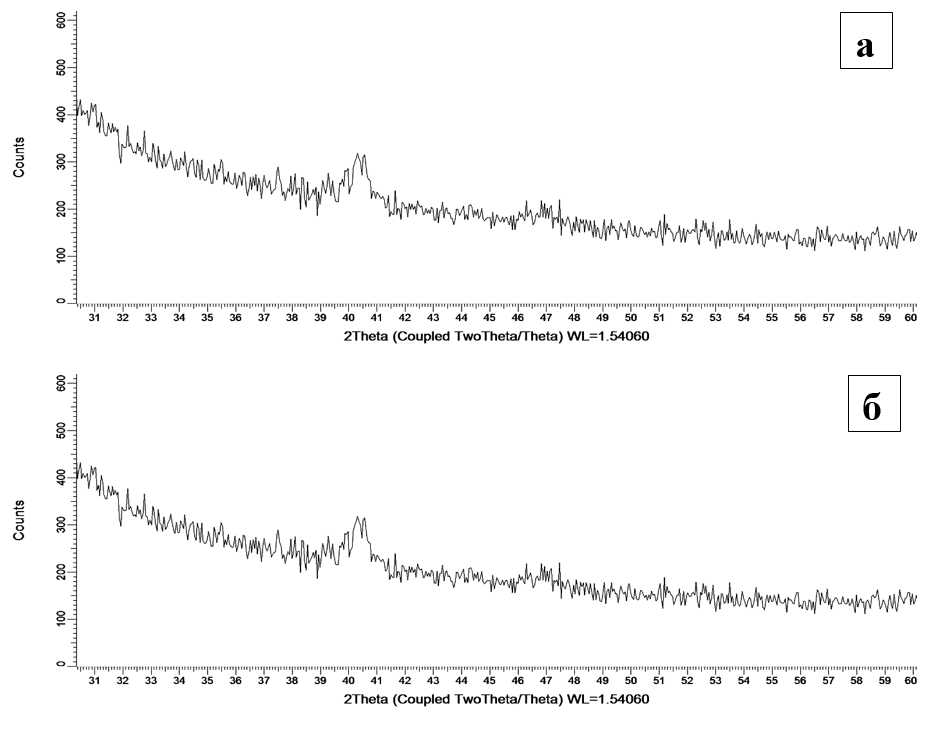 а
600
500
400
300
200
100
0
Counts
31 32 33 34 35 36 37 38 39 40 41 42 43 44 45 46 47 48 49 50 51 52 53 54 55 56 57 58 59 60
2Theta (Coupled TwoTheta/Theta) WL=1.54060
б
600
500
400
300
200
100
0
Counts
31 32 33 34 35 36 37 38 39 40 41 42 43 44 45 46 47 48 49 50 51 52 53 54 55 56 57 58 59 60
2Theta (Coupled TwoTheta/Theta) WL=1.54060